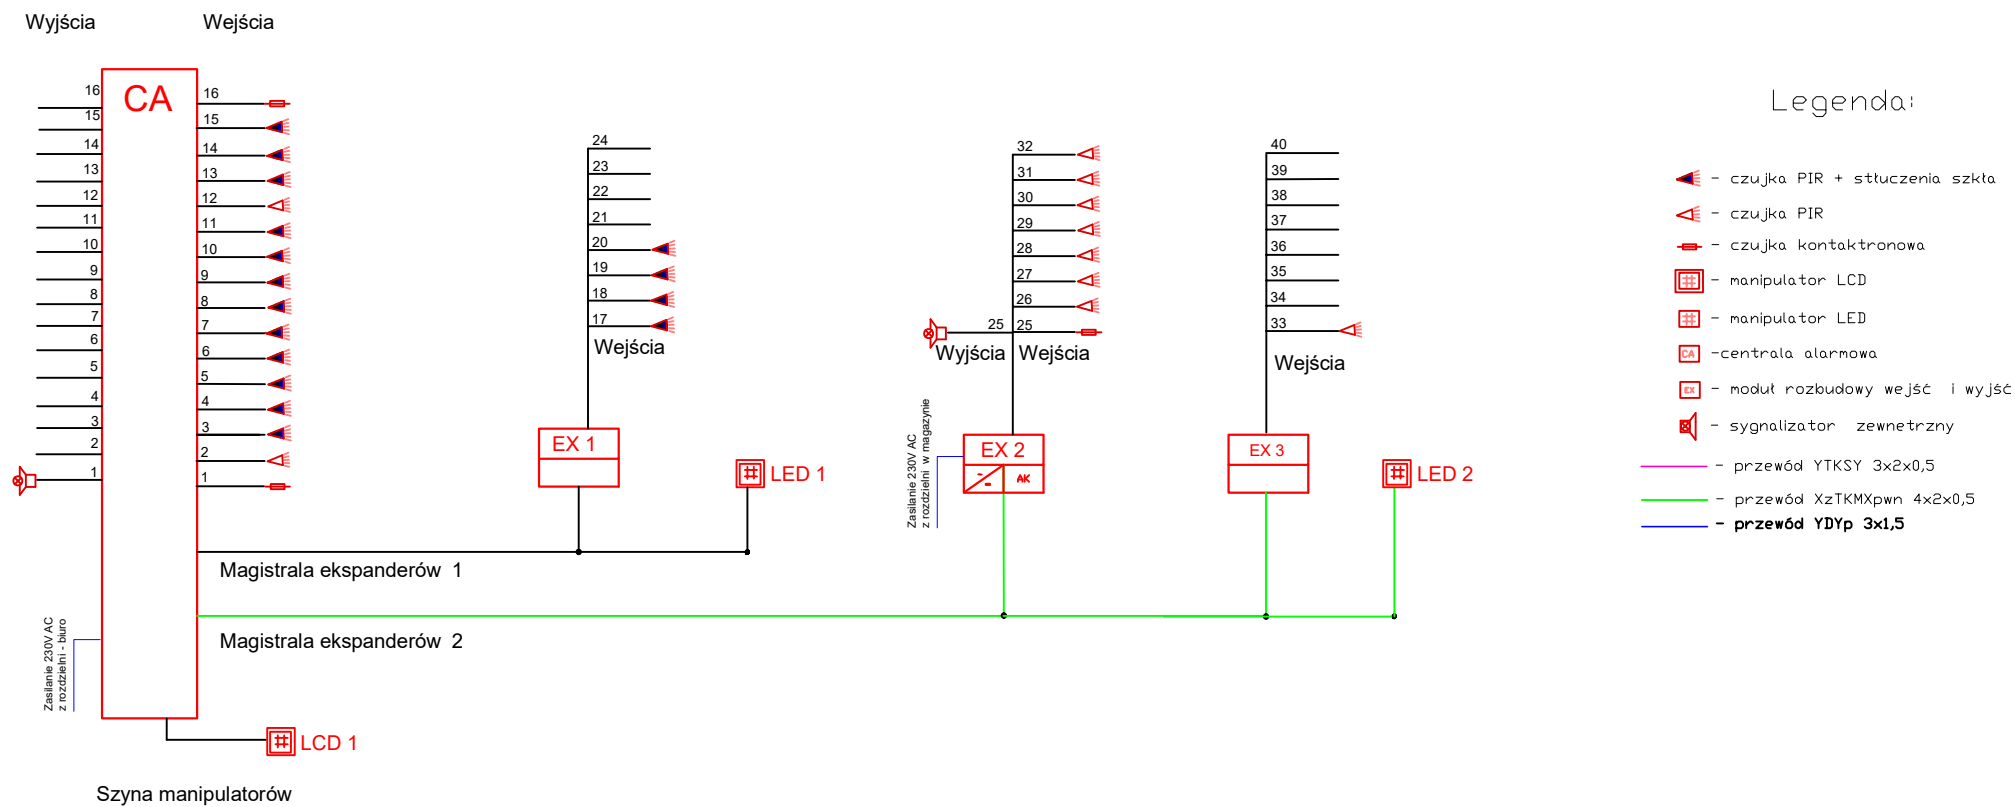 Wyjścia
Wejścia
CA
16
15
14
13
12
11
10
9
8
7
6
5
4
3
2
1
16
15
14
13
12
11
10
9
8
7
6
5
4
3
2
1
24
23
22
21
20
19
18
17
Wejścia
EX 1
LED 1
32
31
30
29
28
27
26
25
25
Wyjścia
Wejścia
Zasilanie 230V AC
z rozdzielni w magazynie
EX 2
AK
40
39
38
37
36
35
34
33
Wejścia
EX 3
LED 2
Magistrala ekspanderów 1
Magistrala ekspanderów 2
Zasilanie 230V AC
z rozdzielni - biuro
LCD 1
Szyna manipulatorów
Legenda:
- czujka PIR + stłuczenia szkła
- czujka PIR
- czujka kontaktronowa
- manipulator LCD
- manipulator LED
CA -centrala alarmowa
EX - moduł rozbudowy wejść i wyjść
- sygnalizator zewnetrzny
- przewód YTKSY 3x2x0,5
- przewód XzTKMXpwn 4x2x0,5
- przewód YDYp 3x1,5